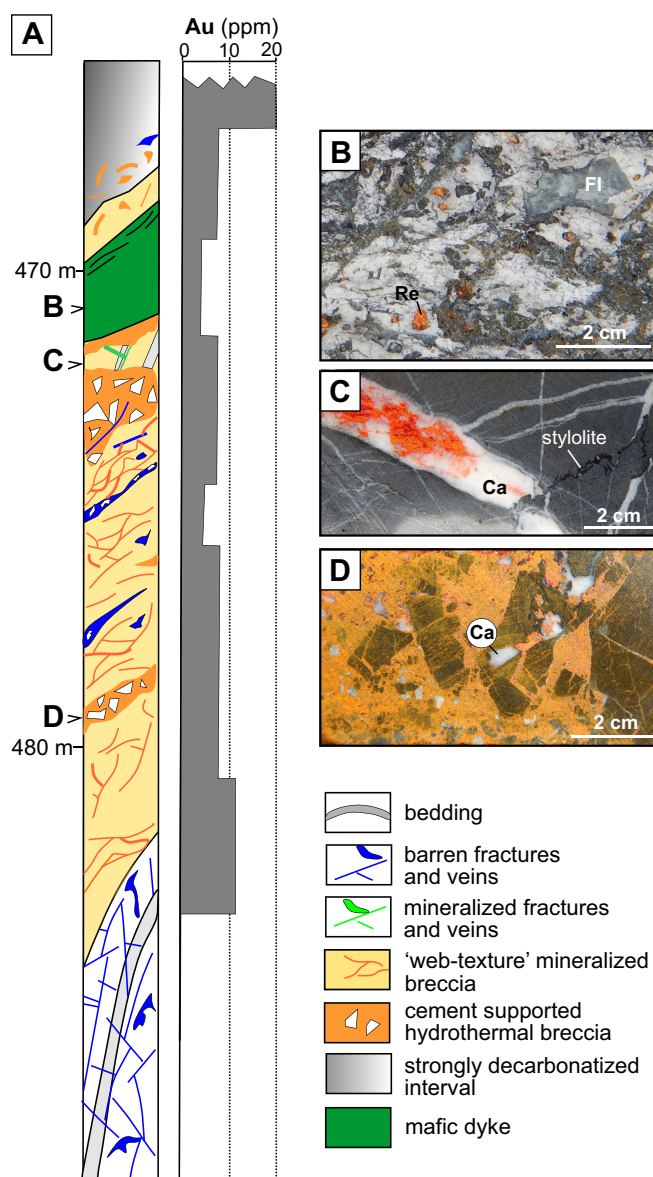 A
Au (ppm)
0 10 20
470 m
B
C
D
480 m
B
Fl
Re
2 cm
C
stylolite
Ca
2 cm
D
Ca
2 cm
bedding
barren fractures
and veins
mineralized fractures
and veins
‘web-texture’ mineralized
breccia
cement supported
hydrothermal breccia
strongly decarbonatized
interval
mafic dyke